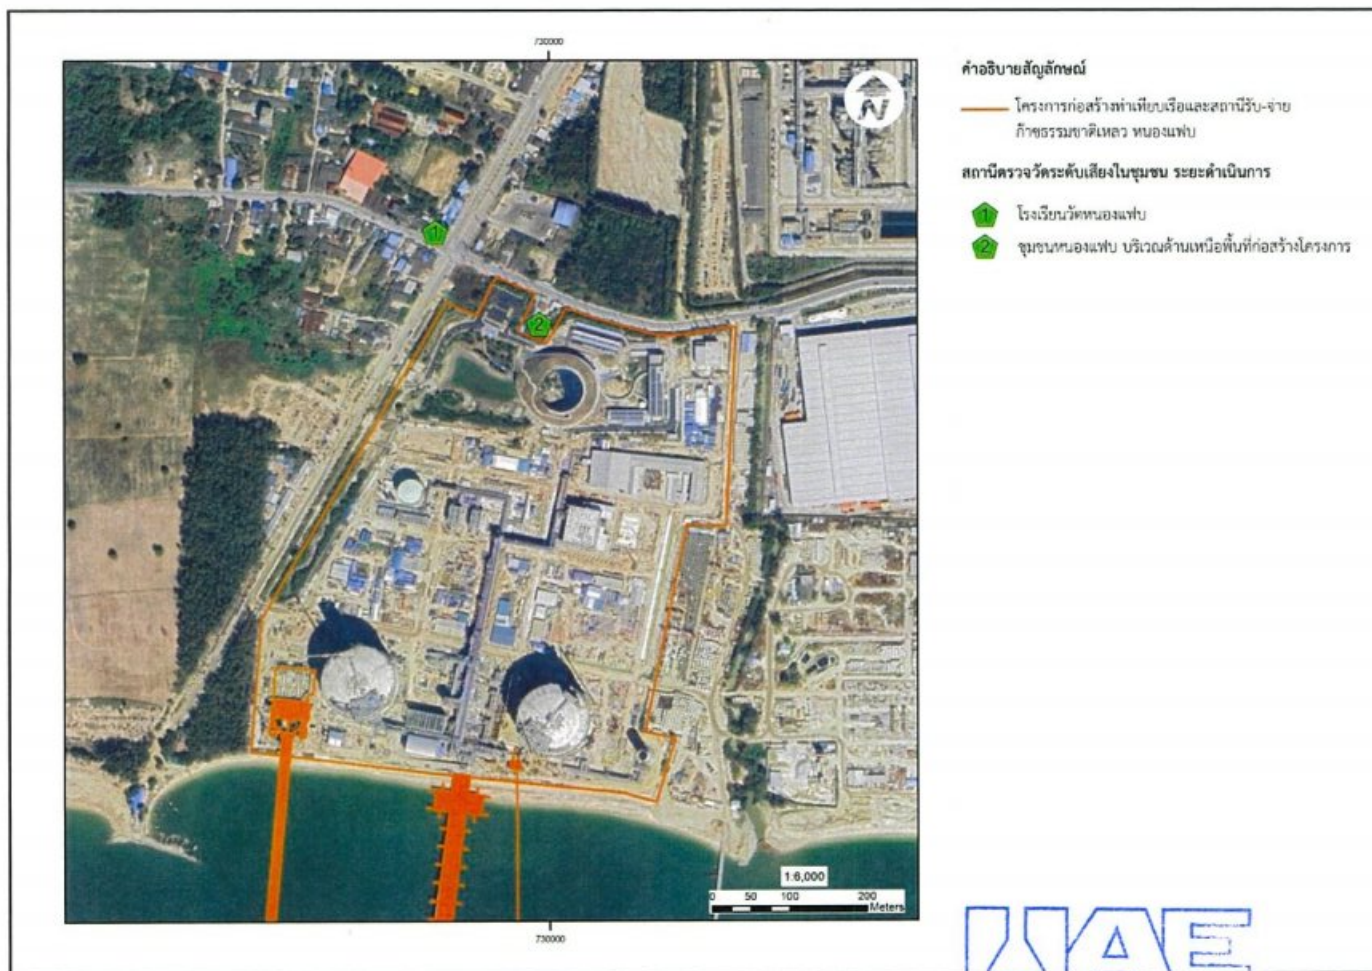 730000
N
คำอธิบายสัญลักษณ์
โครงการก่อสร้างท่าเทียบเรือและสถานีรับ-จ่าย
ก๊าซธรรมชาติเหลว หนองแฟบ
สถานีตรวจวัดระดับเสียงในชุมชน ระยะดำเนินการ
1 โรงเรียนวัดหนองแฟบ
2 ชุมชนหนองแฟบ บริเวณด้านเหนือพื้นที่ก่อสร้างโครงการ
1
2
1:6,000
0 50 100 200
Meters
730000
UAE